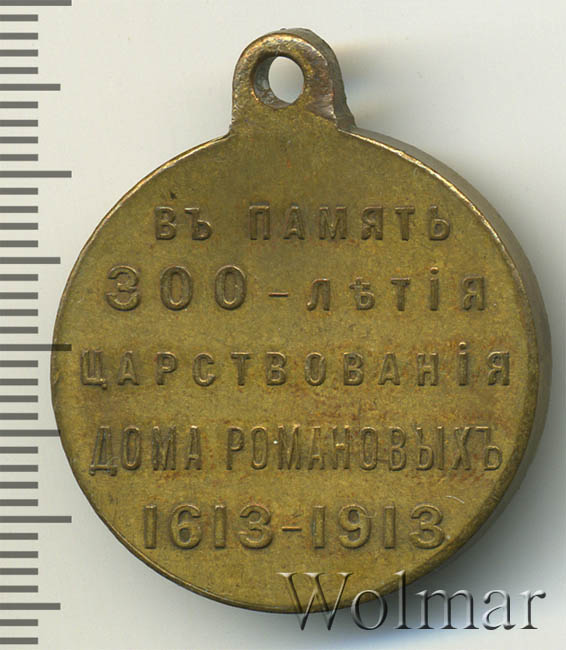 ВЪ ПАМЯТЬ
300-ЛѢТІЯ
ЦАРСТВОВАНІЯ
ДОМА РОМАНОВЫХЪ
1613-1913
Wolmar